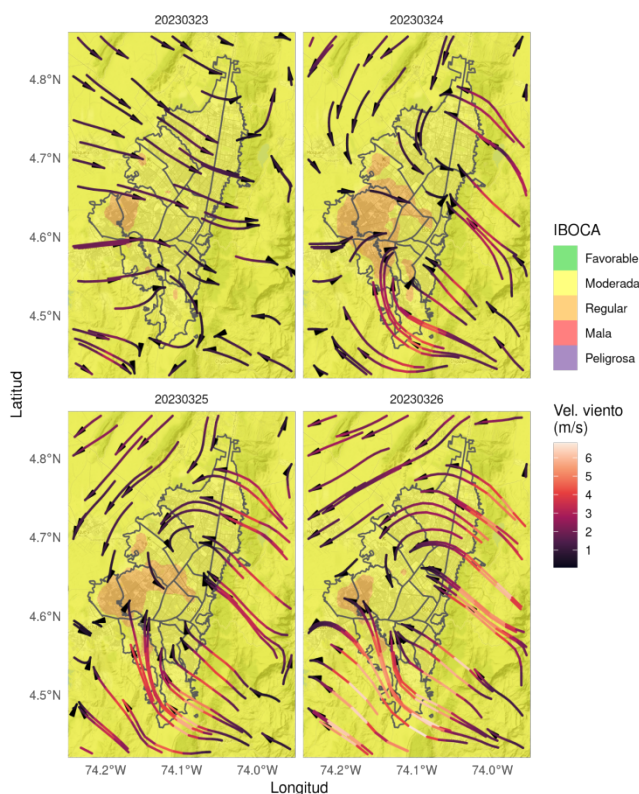 20230323
20230324
4.8°N
4.7°N
4.6°N
4.5°N
IBOCA
Favorable
Moderada
Regular
Mala
Peligrosa
Latitud
20230325
20230326
Vel. viento
(m/s)
6
5
4
3
2
1
4.8°N
4.7°N
4.6°N
4.5°N
74.2°W
74.1°W
74.0°W
74.2°W
74.1°W
74.0°W
Longitud